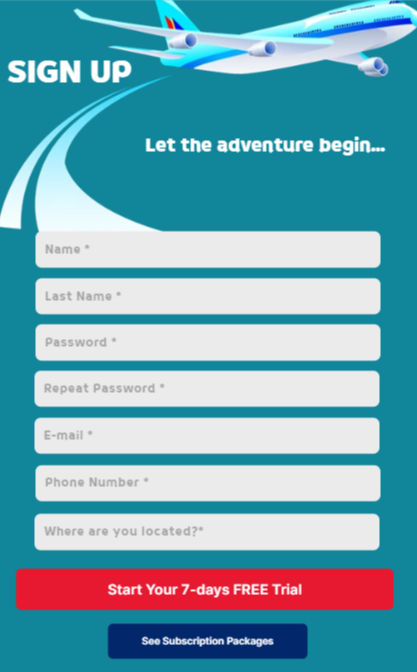 SIGN UP
Let the adventure begin...
Name *
Last Name *
Password *
Repeat Password *
E-mail *
Phone Number *
Where are you located?*
Start Your 7-days FREE Trial
See Subscription Packages